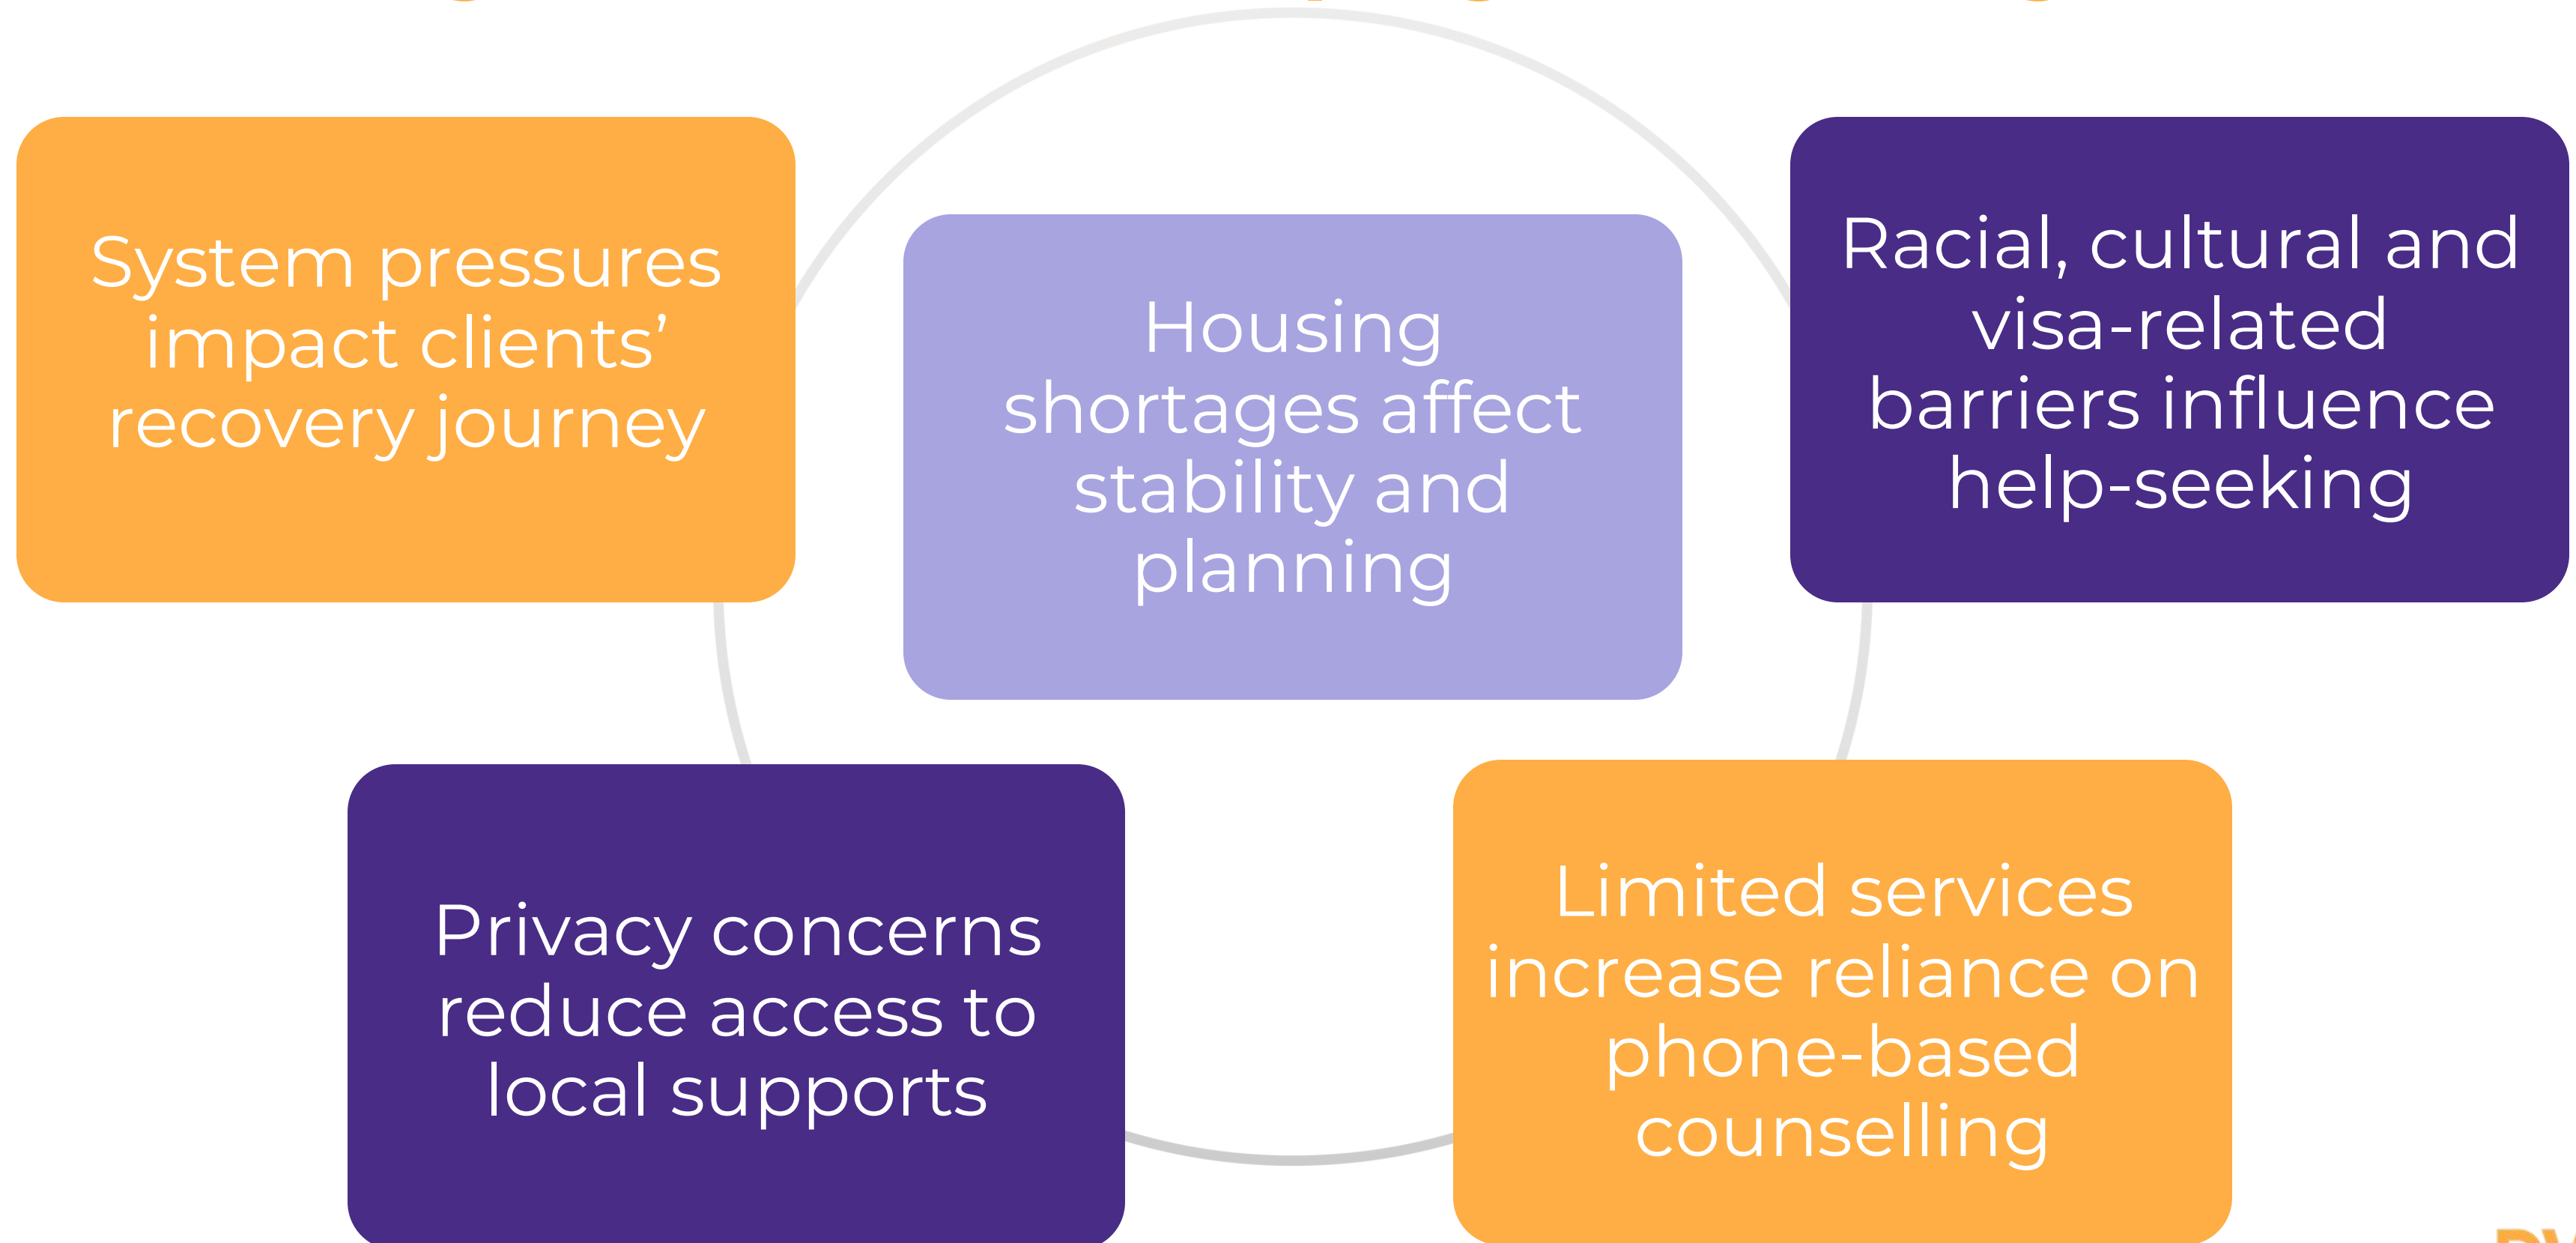 System pressures
impact clients’
recovery journey
Housing
shortages affect
stability and
planning
Racial, cultural and
visa-related
barriers influence
help-seeking
Privacy concerns
reduce access to
local supports
Limited services
increase reliance on
phone-based
counselling